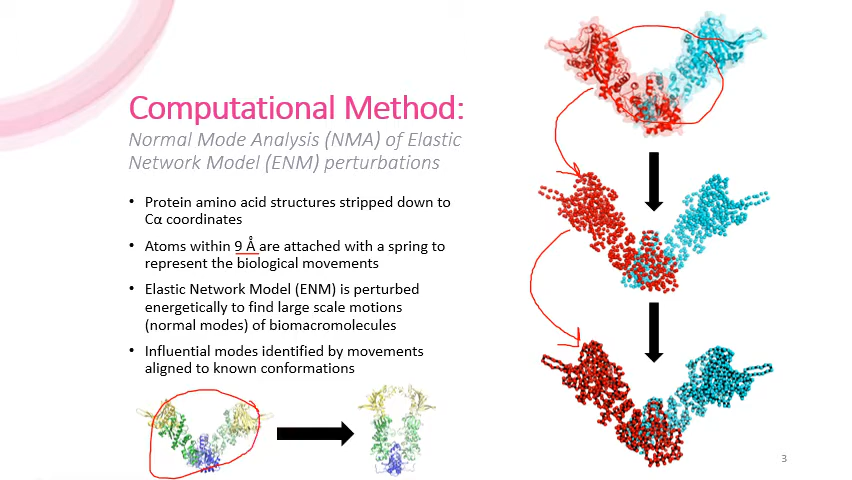 Computational Method:
Normal Mode Analysis (NMA) of Elastic
Network Model (ENM) perturbations
• Protein amino acid structures stripped down to
Cα coordinates
• Atoms within 9 Å are attached with a spring to
represent the biological movements
• Elastic Network Model (ENM) is perturbed
energetically to find large scale motions
(normal modes) of biomacromolecules
• Influential modes identified by movements
aligned to known conformations
3